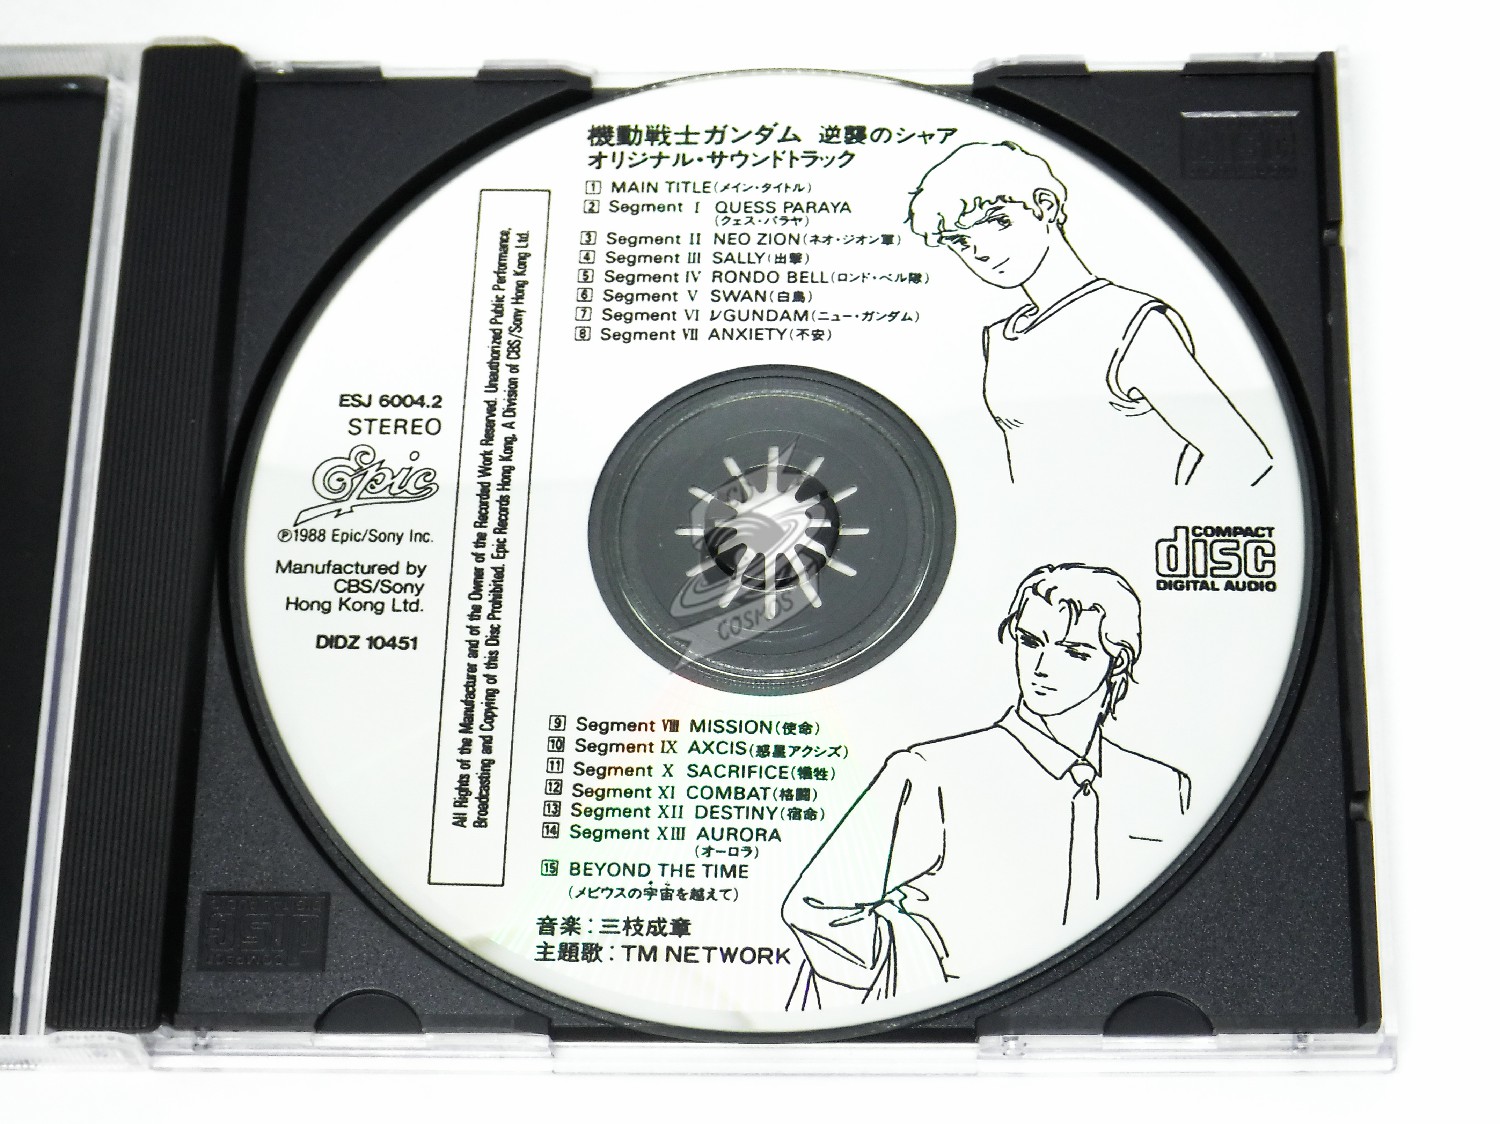 機動戦士ガンダム 逆襲のシャア
オリジナル・サウンドトラック
1 MAIN TITLE(メイン・タイトル)
2 Segment I QUESS PARAYA
(クェス・パラヤ)
3 Segment II NEO ZION(ネオ・ジオン軍)
4 Segment III SALLY(出撃)
5 Segment IV RONDO BELL(ロンド・ベル隊)
6 Segment V SWAN(白鳥)
7 Segment VI νGUNDAM(ニュー・ガンダム)
8 Segment VII ANXIETY(不安)
ESJ 6004.2
STEREO
Epic
℗1988 Epic/Sony Inc.
Manufactured by
CBS/Sony
Hong Kong Ltd.
DIDZ 10451
All Rights of the Manufacturer and of the Owner of the Recorded Work Reserved. Unauthorized Public Performance,
Broadcasting and Copying of this Disc Prohibited. Epic Records Hong Kong, A Division of CBS/Sony Hong Kong Ltd.
COMPACT
disc
DIGITAL AUDIO
COSMOS
9 Segment VIII MISSION(使命)
10 Segment IX AXCIS(惑星アクシズ)
11 Segment X SACRIFICE(犠牲)
12 Segment XI COMBAT(格闘)
13 Segment XII DESTINY(宿命)
14 Segment XIII AURORA
(オーロラ)
15 BEYOND THE TIME
(メビウスの宇宙を越えて)
音楽:三枝成章
主題歌:TM NETWORK